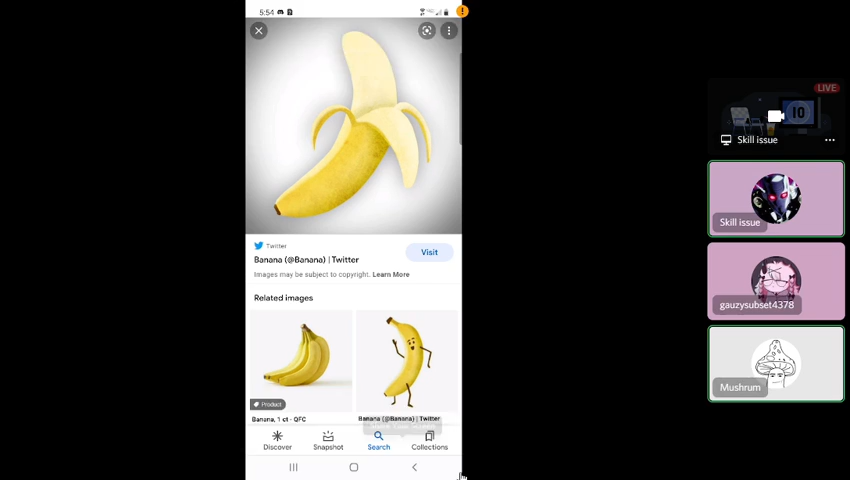 5:54
LIVE
10
Skill issue
Skill issue
gauzysubset4378
Mushrum
Twitter
Banana (@Banana) | Twitter
Visit
Images may be subject to copyright. Learn More
Related images
Product
Banana, 1 ct - QFC
Banana (@Banana) | Twitter
Discover
Snapshot
Search
Collections